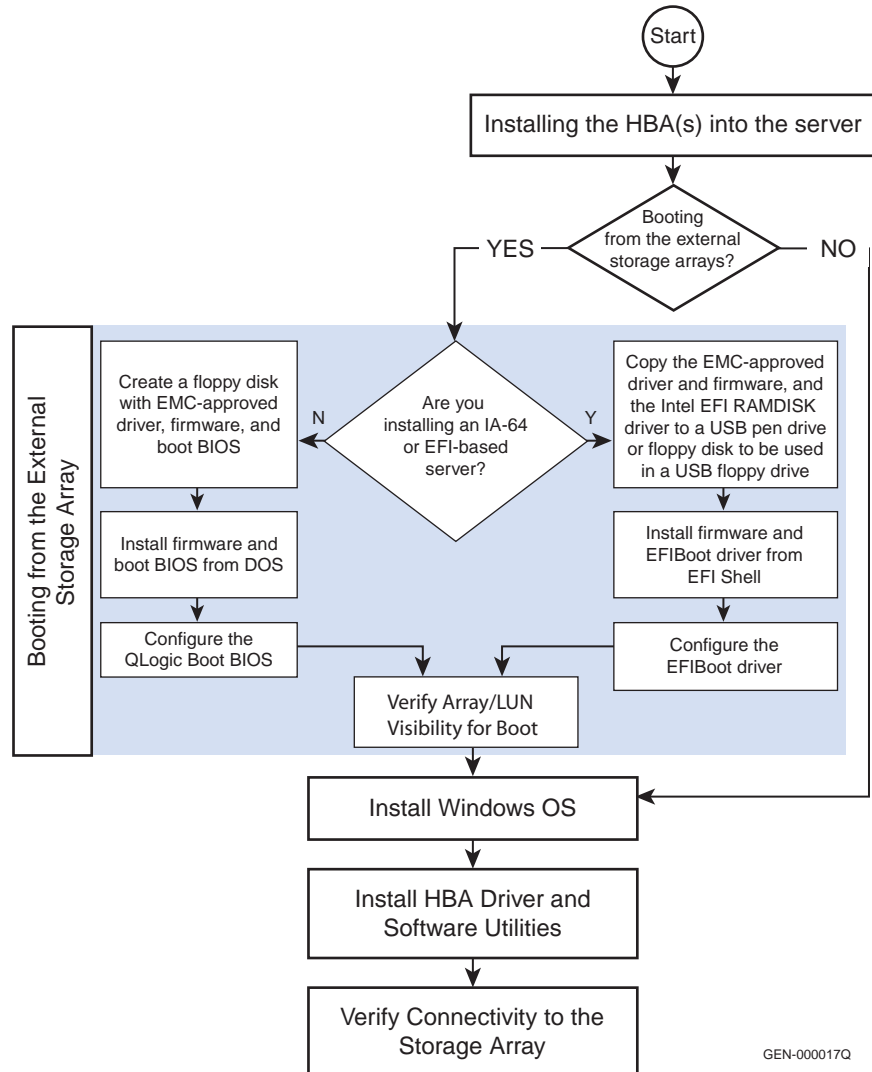 Start
Installing the HBA(s) into the server
Booting
from the external
storage arrays?
YES
NO
Booting from the External
Storage Array
Create a floppy disk
with EMC-approved
driver, firmware, and
boot BIOS
N
Are you
installing an IA-64
or EFI-based
server?
Y
Copy the EMC-approved
driver and firmware, and
the Intel EFI RAMDISK
driver to a USB pen drive
or floppy disk to be used
in a USB floppy drive
Install firmware and
boot BIOS from DOS
Install firmware and
EFIBoot driver from
EFI Shell
Configure the
QLogic Boot BIOS
Configure the
EFIBoot driver
Verify Array/LUN
Visibility for Boot
Install Windows OS
Install HBA Driver and
Software Utilities
Verify Connectivity to the
Storage Array
GEN-000017Q